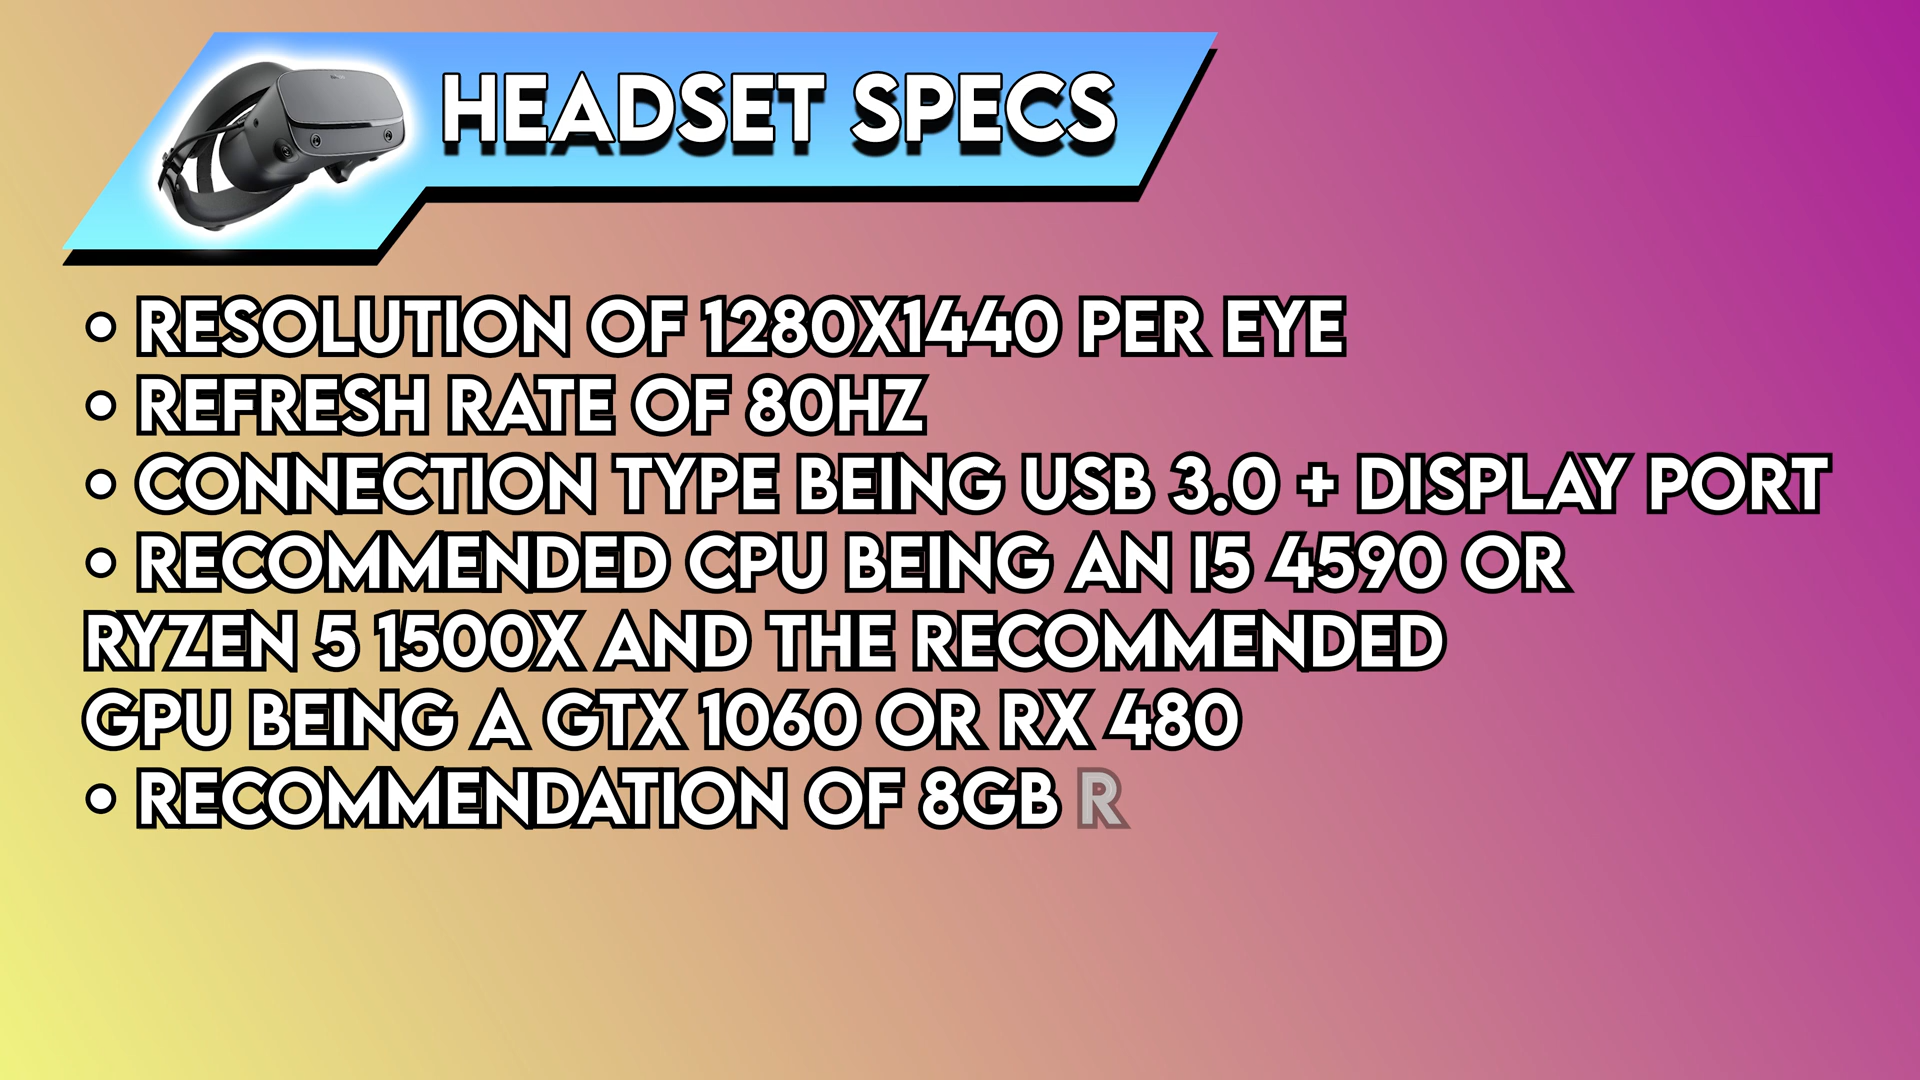 HEADSET SPECS
• RESOLUTION OF 1280X1440 PER EYE
• REFRESH RATE OF 80HZ
• CONNECTION TYPE BEING USB 3.0 + DISPLAY PORT
• RECOMMENDED CPU BEING AN I5 4590 OR
RYZEN 5 1500X AND THE RECOMMENDED
GPU BEING A GTX 1060 OR RX 480
• RECOMMENDATION OF 8GB R